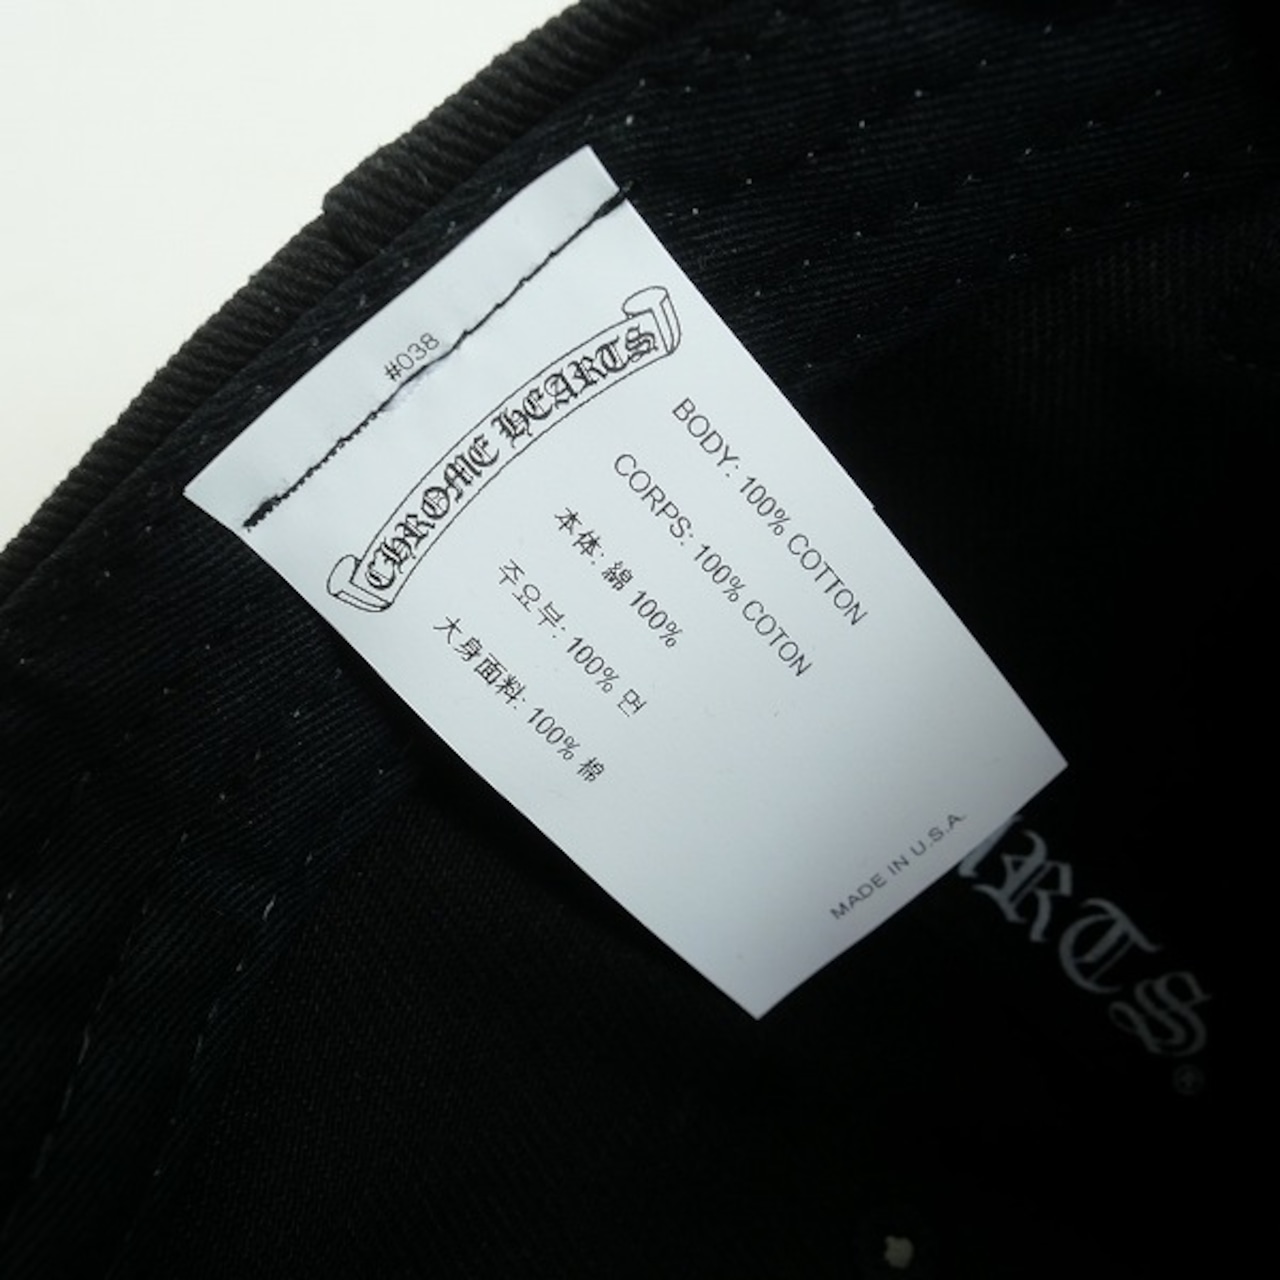 #038
CHROME HEARTS
BODY: 100% COTTON
CORPS: 100% COTON
本体: 綿 100%
주요부: 100% 면
大身面料: 100% 棉
MADE IN U.S.A.
ARTS®